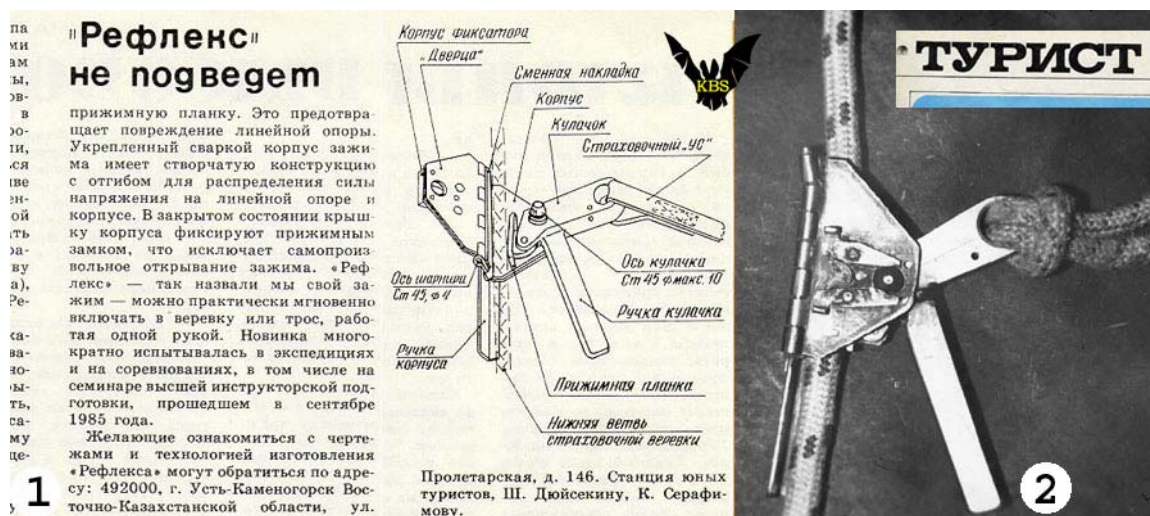 "Рефлекс"
не подведет
прижимную планку. Это предотвра-
щает повреждение линейной опоры.
Укрепленный сваркой корпус зажи-
ма имеет створчатую конструкцию
с отгибом для распределения силы
напряжения на линейной опоре и
корпусе. В закрытом состоянии крыш-
ку корпуса фиксируют прижимным
замком, что исключает самопроиз-
вольное открывание зажима. «Реф-
лекс» — так назвали мы свой за-
жим — можно практически мгновенно
включать в веревку или трос, рабо-
тая одной рукой. Новинка много-
кратно испытывалась в экспедициях
и на соревнованиях, в том числе на
семинаре высшей инструкторской под-
готовки, прошедшем в сентябре
1985 года.
Желающие ознакомиться с черте-
жами и технологией изготовления
«Рефлекса» могут обратиться по адре-
су: 492000, г. Усть-Каменогорск Вос-
точно-Казахстанской области, ул.
1
Корпус фиксатора
„Дверца"
Сменная накладка
Корпус
Кулачок
Страховочный „УС"
Ось шарнира
Ст 45, ф 4
Ось кулачка
Ст 45 ф макс. 10
Ручка кулачка
Ручка
корпуса
Прижимная планка
Нижняя ветвь
страховочной веревки
Пролетарская, д. 146. Станция юных
туристов, Ш. Дюйсекину, К. Серафи-
мову.
KBS
ТУРИСТ
2